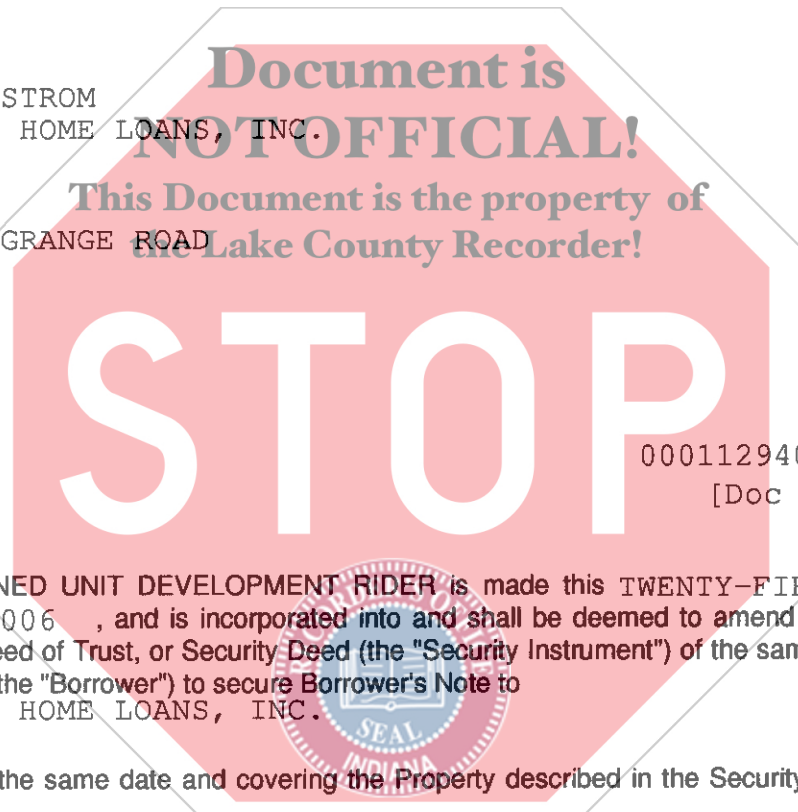 Document is
STROM
HOME LOANS, INC.
NOT OFFICIAL!
This Document is the property of
GRANGE ROAD
the Lake County Recorder!
STOP
00011294
[Doc
NED UNIT DEVELOPMENT RIDER is made this TWENTY-FI
006 , and is incorporated into and shall be deemed to amend
eed of Trust, or Security Deed (the "Security Instrument") of the sam
the "Borrower") to secure Borrower's Note to
HOME LOANS, INC.
the same date and covering the Property described in the Security
RECORDER'S OFFICE
SEAL
INDIANA